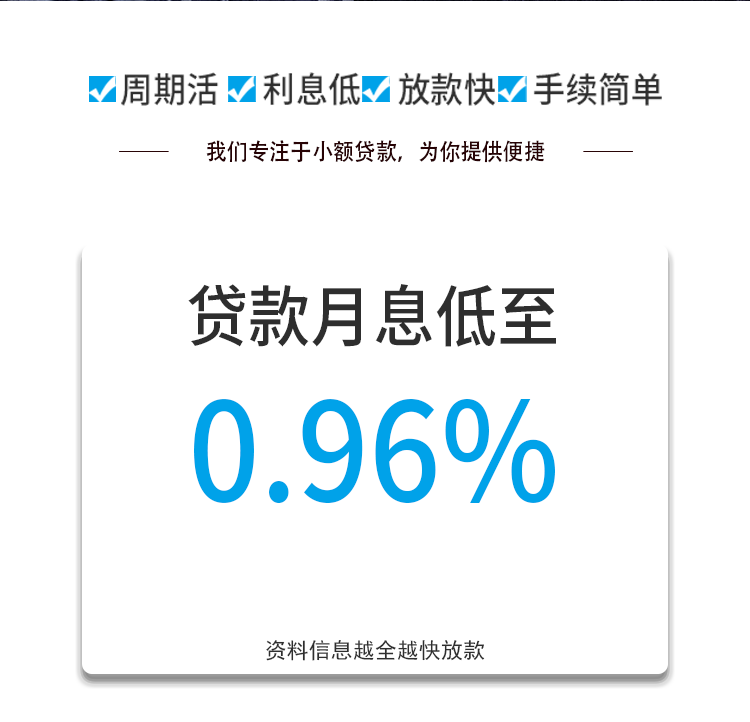 周期活 利息低 放款快 手续简单
我们专注于小额贷款，为你提供便捷
贷款月息低至
0.96%
资料信息越全越快放款